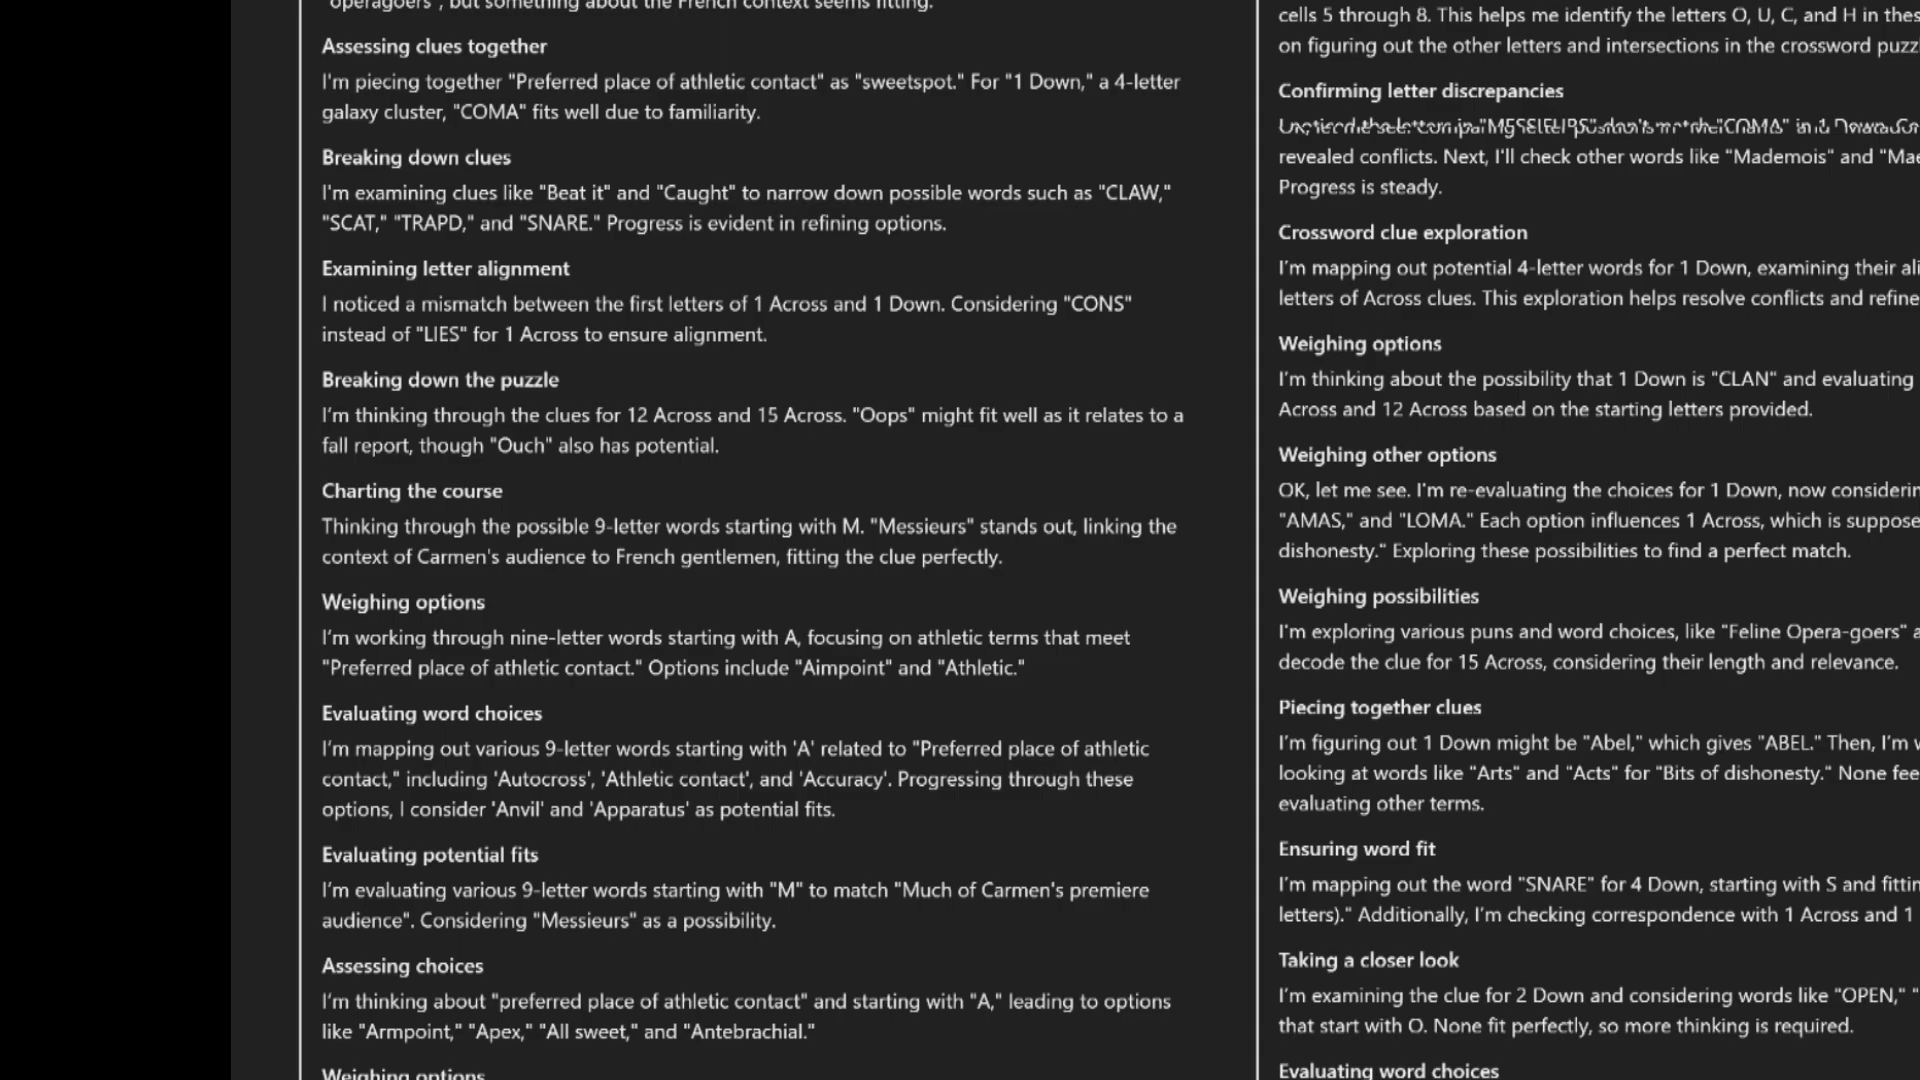 "operagoers", but something about the French context seems fitting.
Assessing clues together
I'm piecing together "Preferred place of athletic contact" as "sweetspot." For "1 Down," a 4-letter
galaxy cluster, "COMA" fits well due to familiarity.
Breaking down clues
I'm examining clues like "Beat it" and "Caught" to narrow down possible words such as "CLAW,"
"SCAT," "TRAPD," and "SNARE." Progress is evident in refining options.
Examining letter alignment
I noticed a mismatch between the first letters of 1 Across and 1 Down. Considering "CONS"
instead of "LIES" for 1 Across to ensure alignment.
Breaking down the puzzle
I'm thinking through the clues for 12 Across and 15 Across. "Oops" might fit well as it relates to a
fall report, though "Ouch" also has potential.
Charting the course
Thinking through the possible 9-letter words starting with M. "Messieurs" stands out, linking the
context of Carmen's audience to French gentlemen, fitting the clue perfectly.
Weighing options
I'm working through nine-letter words starting with A, focusing on athletic terms that meet
"Preferred place of athletic contact." Options include "Aimpoint" and "Athletic."
Evaluating word choices
I'm mapping out various 9-letter words starting with 'A' related to "Preferred place of athletic
contact," including 'Autocross', 'Athletic contact', and 'Accuracy'. Progressing through these
options, I consider 'Anvil' and 'Apparatus' as potential fits.
Evaluating potential fits
I'm evaluating various 9-letter words starting with "M" to match "Much of Carmen's premiere
audience". Considering "Messieurs" as a possibility.
Assessing choices
I'm thinking about "preferred place of athletic contact" and starting with "A," leading to options
like "Armpoint," "Apex," "All sweet," and "Antebrachial."
Weighing options
cells 5 through 8. This helps me identify the letters O, U, C, and H in thes
on figuring out the other letters and intersections in the crossword puzz
Confirming letter discrepancies
revealed conflicts. Next, I'll check other words like "Mademois" and "Mae
Progress is steady.
Crossword clue exploration
I'm mapping out potential 4-letter words for 1 Down, examining their ali
letters of Across clues. This exploration helps resolve conflicts and refine
Weighing options
I'm thinking about the possibility that 1 Down is "CLAN" and evaluating
Across and 12 Across based on the starting letters provided.
Weighing other options
OK, let me see. I'm re-evaluating the choices for 1 Down, now considerin
"AMAS," and "LOMA." Each option influences 1 Across, which is suppose
dishonesty." Exploring these possibilities to find a perfect match.
Weighing possibilities
I'm exploring various puns and word choices, like "Feline Opera-goers" a
decode the clue for 15 Across, considering their length and relevance.
Piecing together clues
I'm figuring out 1 Down might be "Abel," which gives "ABEL." Then, I'm w
looking at words like "Arts" and "Acts" for "Bits of dishonesty." None fee
evaluating other terms.
Ensuring word fit
I'm mapping out the word "SNARE" for 4 Down, starting with S and fittin
letters)." Additionally, I'm checking correspondence with 1 Across and 1
Taking a closer look
I'm examining the clue for 2 Down and considering words like "OPEN," "
that start with O. None fit perfectly, so more thinking is required.
Evaluating word choices